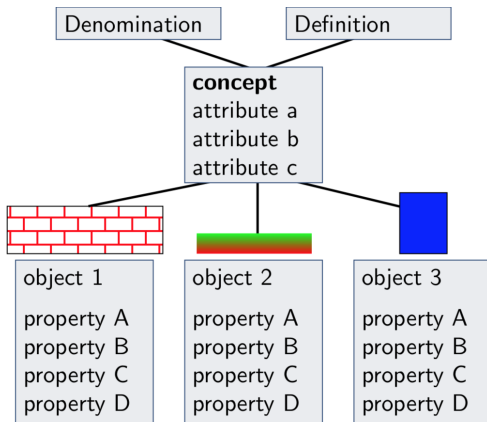 Denomination
Definition
concept
attribute a
attribute b
attribute c
object 1
property A
property B
property C
property D
object 2
property A
property B
property C
property D
object 3
property A
property B
property C
property D